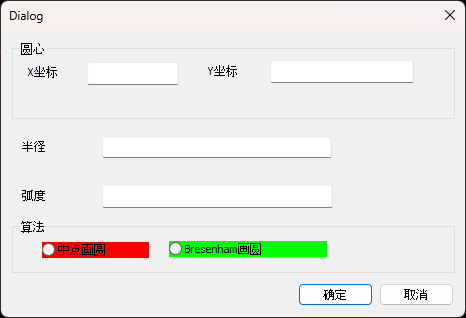 Dialog
圆心
X坐标 Y坐标
半径
弧度
算法
中点画圆 Bresenham画圆
确定 取消